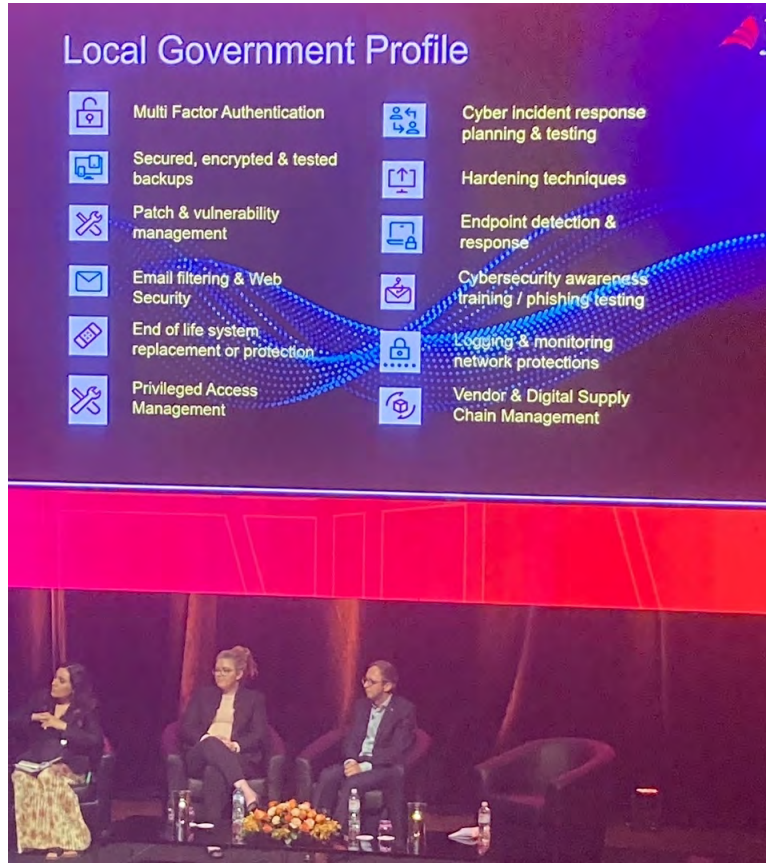 Local Government Profile
Multi Factor Authentication
Secured, encrypted & tested
backups
Patch & vulnerability
management
Email filtering & Web
Security
End of life system
replacement or protection
Privileged Access
Management
Cyber incident response
planning & testing
Hardening techniques
Endpoint detection &
response
Cybersecurity awareness
training / phishing testing
Logging & monitoring
network protections
Vendor & Digital Supply
Chain Management